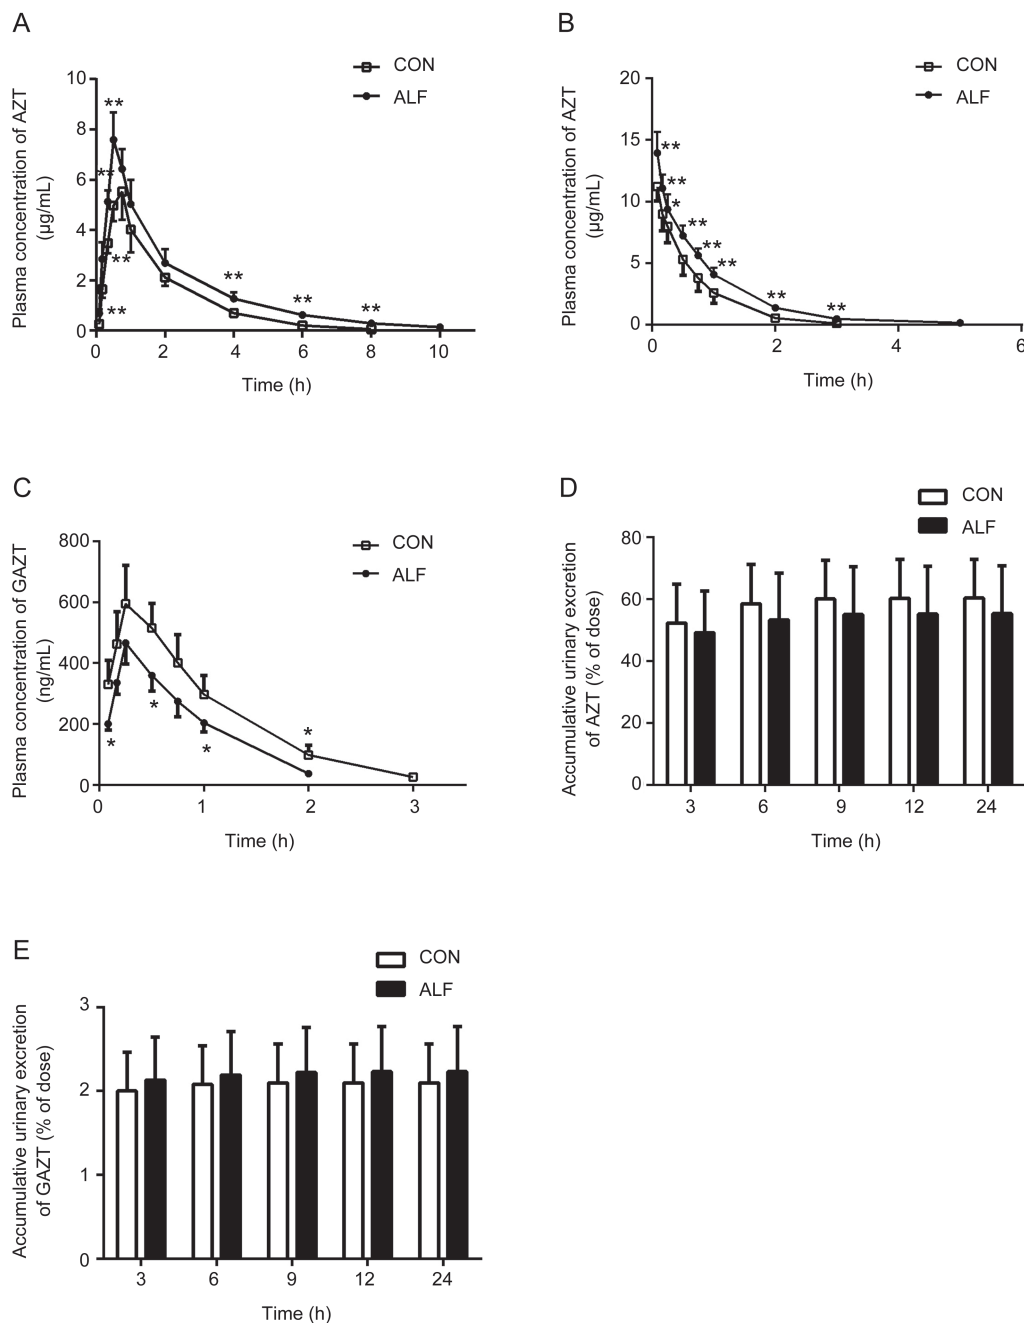 A
CON
ALF
Plasma concentration of AZT
(µg/mL)
10
8
6
4
2
0
**
**
**
**
**
**
**
0 2 4 6 8 10
Time (h)
B
CON
ALF
Plasma concentration of AZT
(µg/mL)
20
15
10
5
0
**
**
*
**
**
**
**
**
0 2 4 6
Time (h)
C
CON
ALF
Plasma concentration of GAZT
(ng/mL)
800
600
400
200
0
*
*
*
*
0 1 2 3
Time (h)
D
CON
ALF
Accumulative urinary excretion
of AZT (% of dose)
80
60
40
20
0
3 6 9 12 24
Time (h)
E
CON
ALF
Accumulative urinary excretion
of GAZT (% of dose)
3
2
1
0
3 6 9 12 24
Time (h)